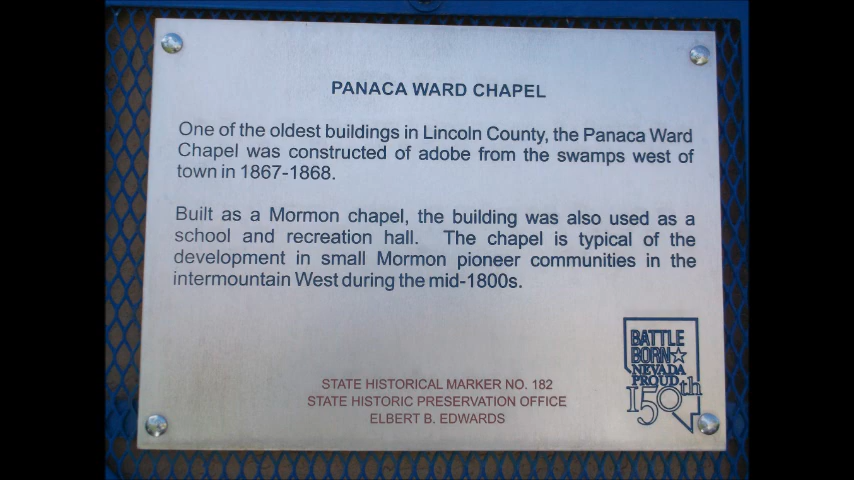 PANACA WARD CHAPEL
One of the oldest buildings in Lincoln County, the Panaca Ward
Chapel was constructed of adobe from the swamps west of
town in 1867-1868.
Built as a Mormon chapel, the building was also used as a
school and recreation hall. The chapel is typical of the
development in small Mormon pioneer communities in the
intermountain West during the mid-1800s.
BATTLE
BORN
NEVADA
PROUD
150th
STATE HISTORICAL MARKER NO. 182
STATE HISTORIC PRESERVATION OFFICE
ELBERT B. EDWARDS